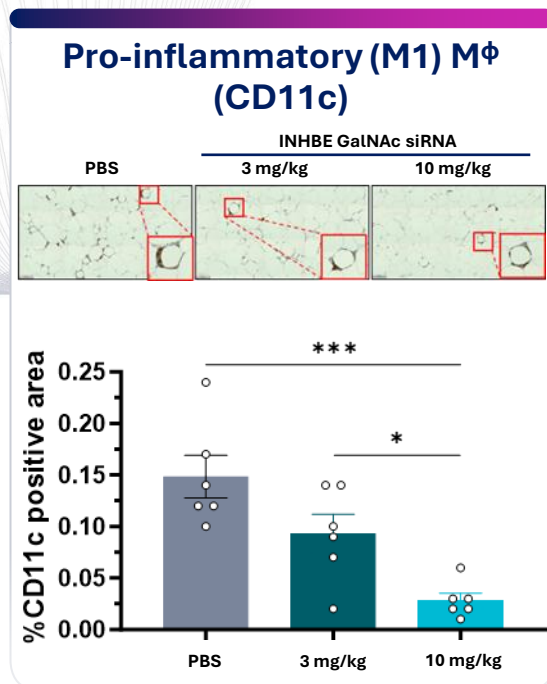 Pro-inflammatory (M1) Mᶲ
(CD11c)
INHBE GalNAc siRNA
PBS
3 mg/kg
10 mg/kg
***
*
%CD11c positive area
0.25
0.20
0.15
0.10
0.05
0.00
PBS
3 mg/kg
10 mg/kg